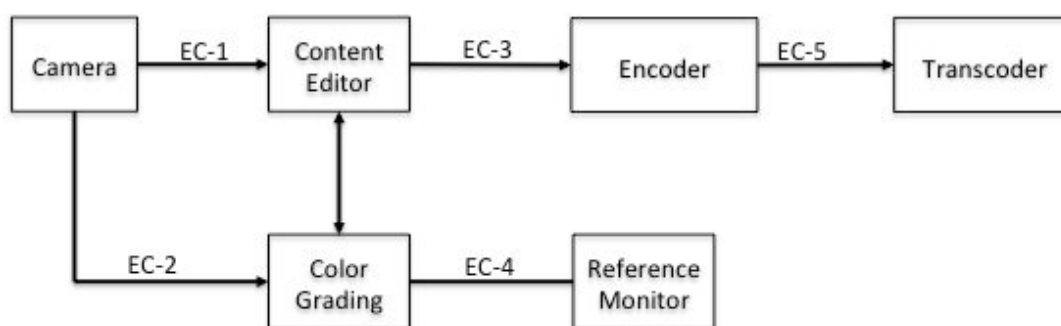 EC-1
EC-3
EC-5
Camera
Content
Editor
Encoder
Transcoder
EC-2
EC-4
Color
Grading
Reference
Monitor